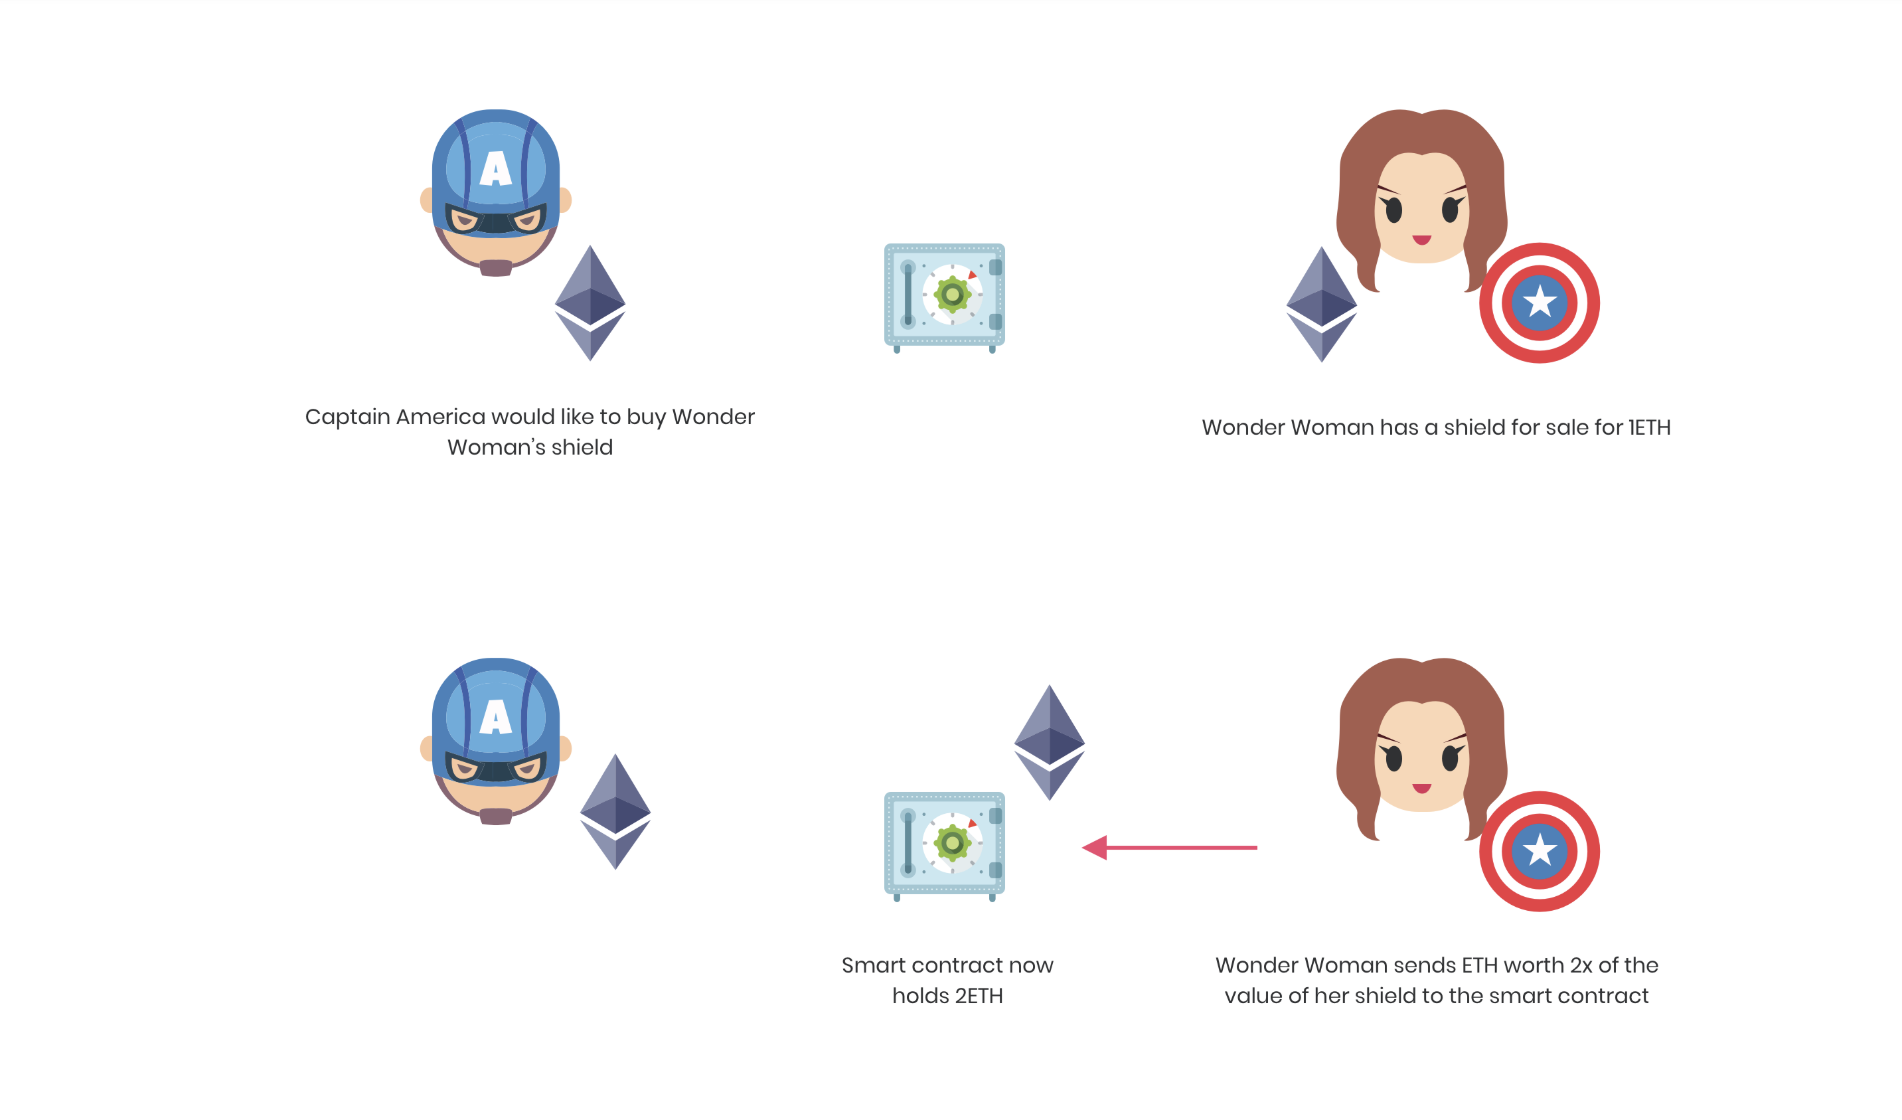 A
Captain America would like to buy Wonder
Woman's shield
Wonder Woman has a shield for sale for 1ETH
A
Smart contract now
holds 2ETH
Wonder Woman sends ETH worth 2x of the
value of her shield to the smart contract